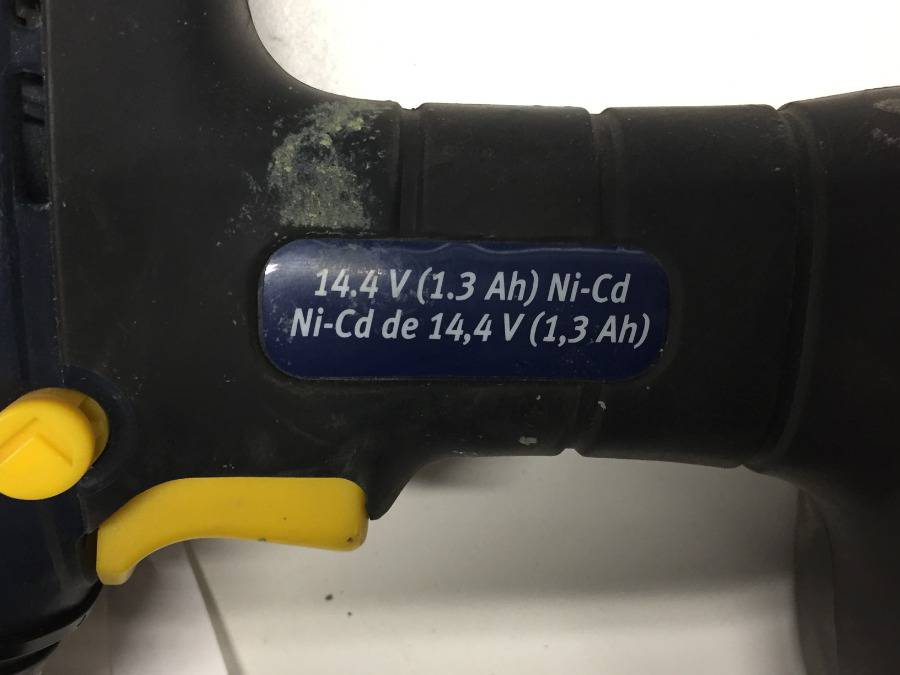 14.4 V (1.3 Ah) Ni-Cd
Ni-Cd de 14,4 V (1,3 Ah)